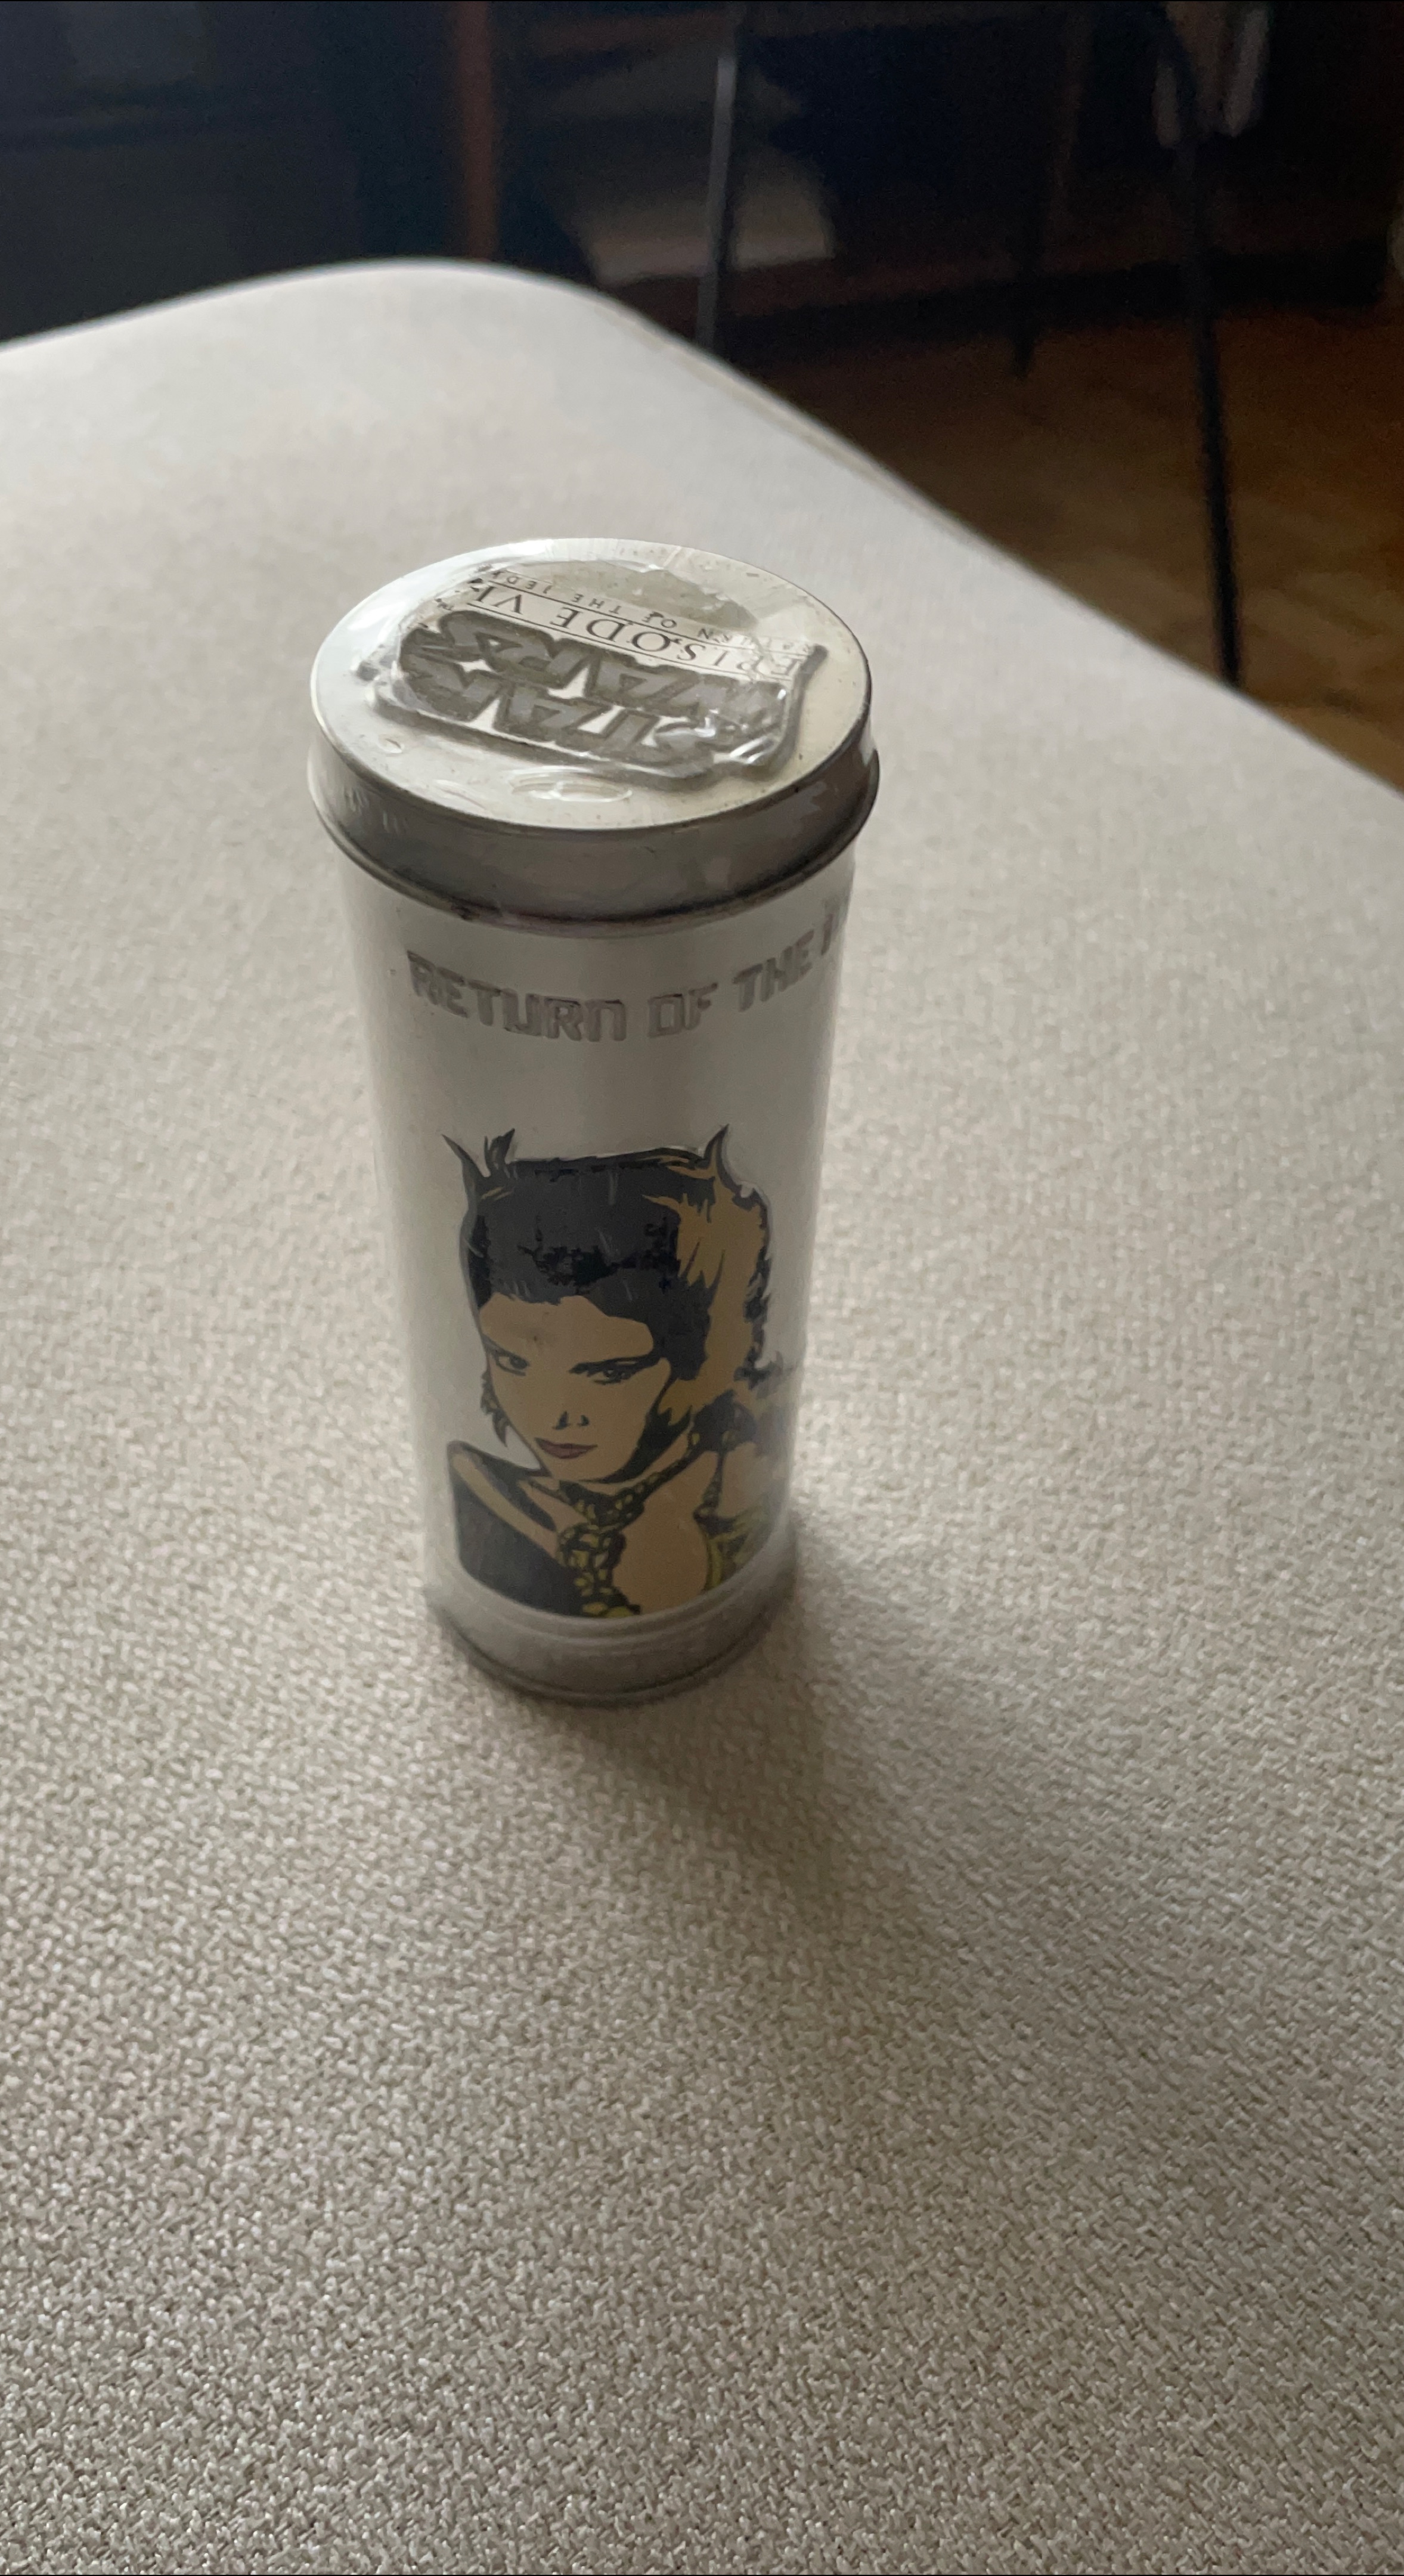 STAR
WARS
EPISODE VI
RETURN OF THE JEDI
RETURN OF THE